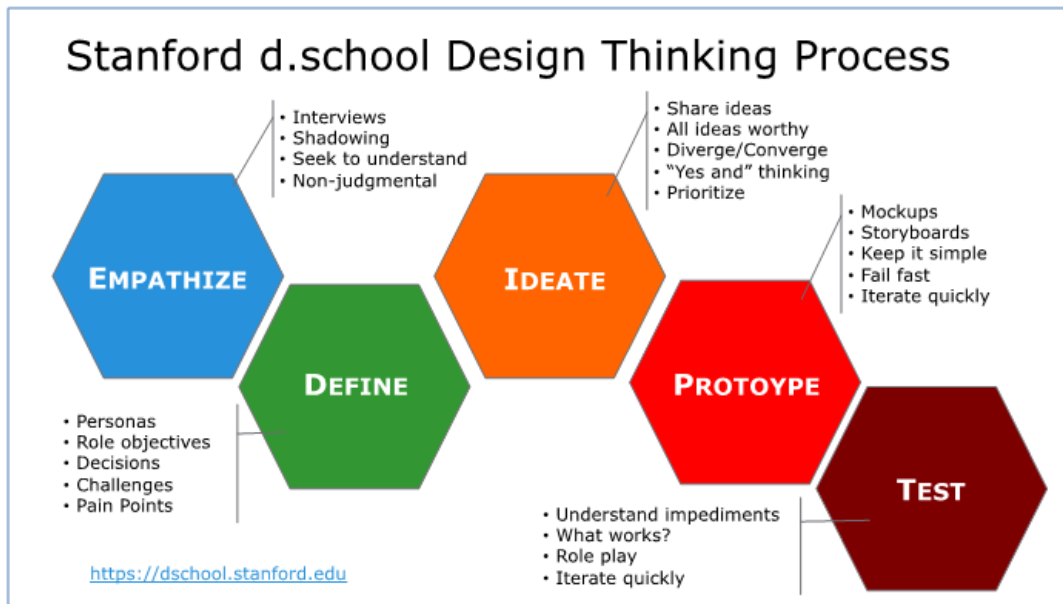 Stanford d.school Design Thinking Process
• Interviews
• Shadowing
• Seek to understand
• Non-judgmental
EMPATHIZE
• Personas
• Role objectives
• Decisions
• Challenges
• Pain Points
DEFINE
• Share ideas
• All ideas worthy
• Diverge/Converge
• “Yes and” thinking
• Prioritize
IDEATE
• Mockups
• Storyboards
• Keep it simple
• Fail fast
• Iterate quickly
PROTOYPE
• Understand impediments
• What works?
• Role play
• Iterate quickly
TEST
https://dschool.stanford.edu